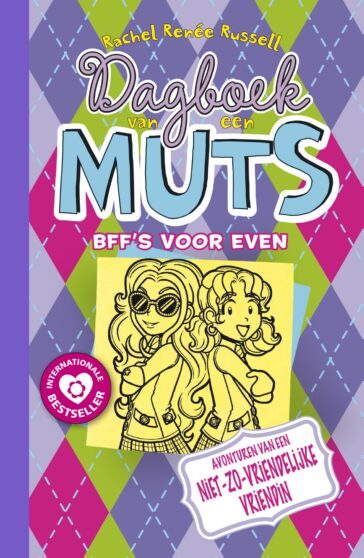 Rachel Renée Russell
Dagboek
van een
MUTS
BFF'S VOOR EVEN
INTERNATIONALE
BESTSELLER
AVONTUREN VAN EEN
NIET-ZO-VRIENDELIJKE
VRIENDIN